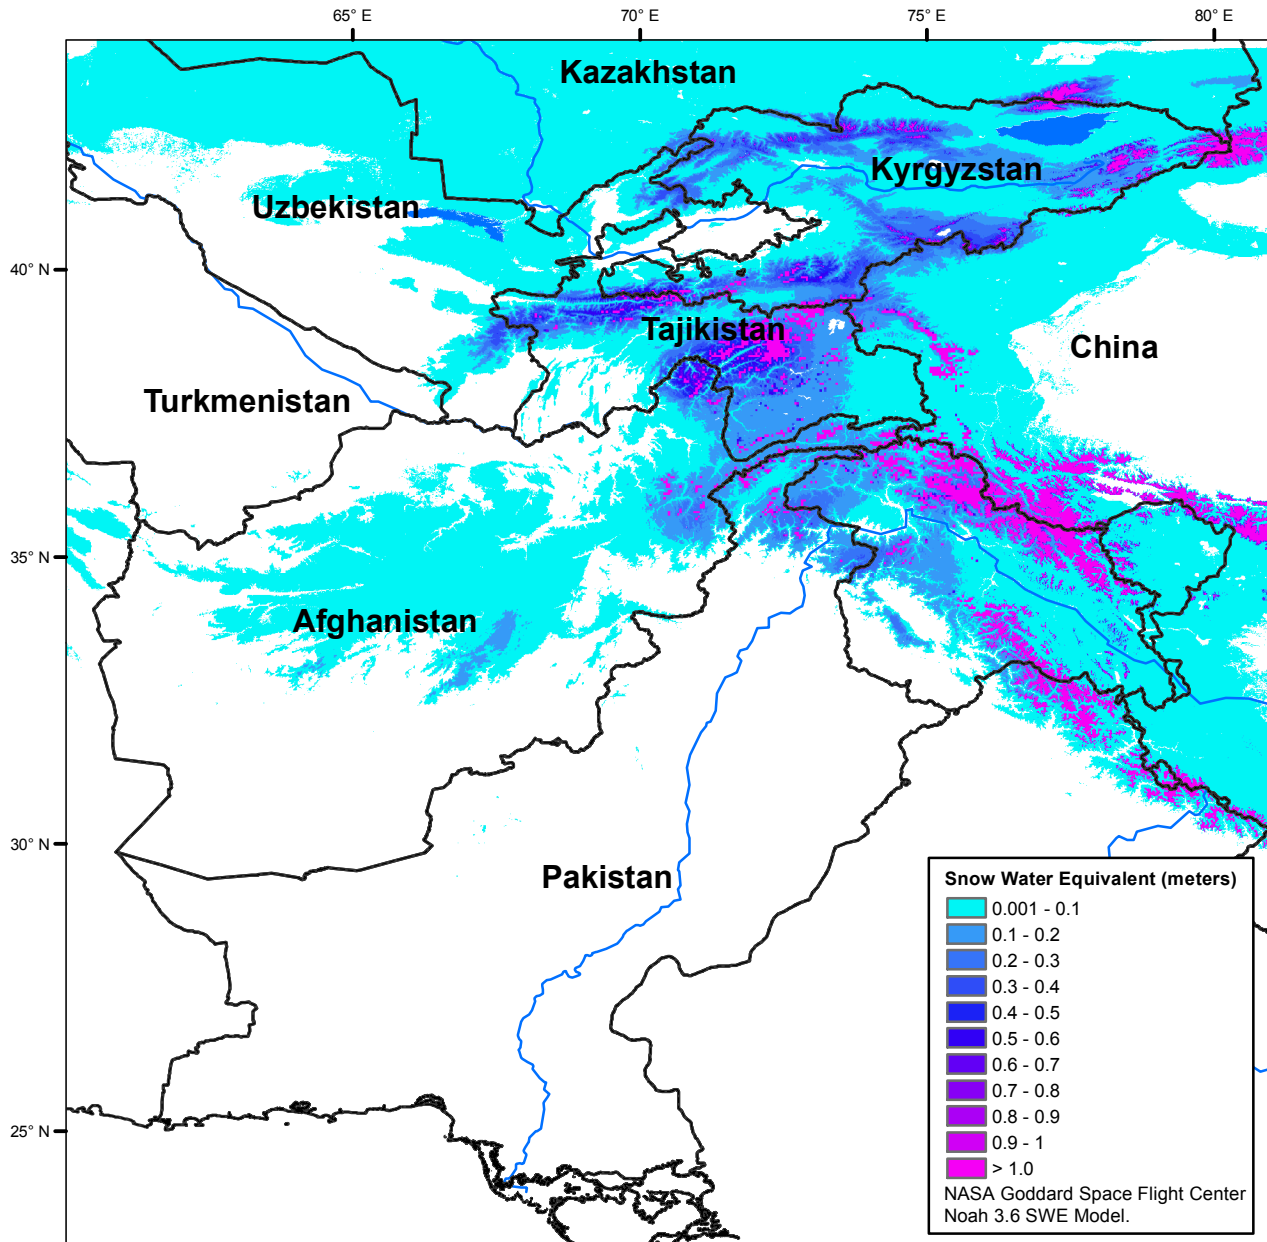 65° E
70° E
75° E
80° E
Kazakhstan
Kyrgyzstan
Uzbekistan
40° N
Tajikistan
China
Turkmenistan
35° N
Afghanistan
30° N
Pakistan
25° N
Snow Water Equivalent (meters)
0.001 - 0.1
0.1 - 0.2
0.2 - 0.3
0.3 - 0.4
0.4 - 0.5
0.5 - 0.6
0.6 - 0.7
0.7 - 0.8
0.8 - 0.9
0.9 - 1
> 1.0
NASA Goddard Space Flight Center
Noah 3.6 SWE Model.